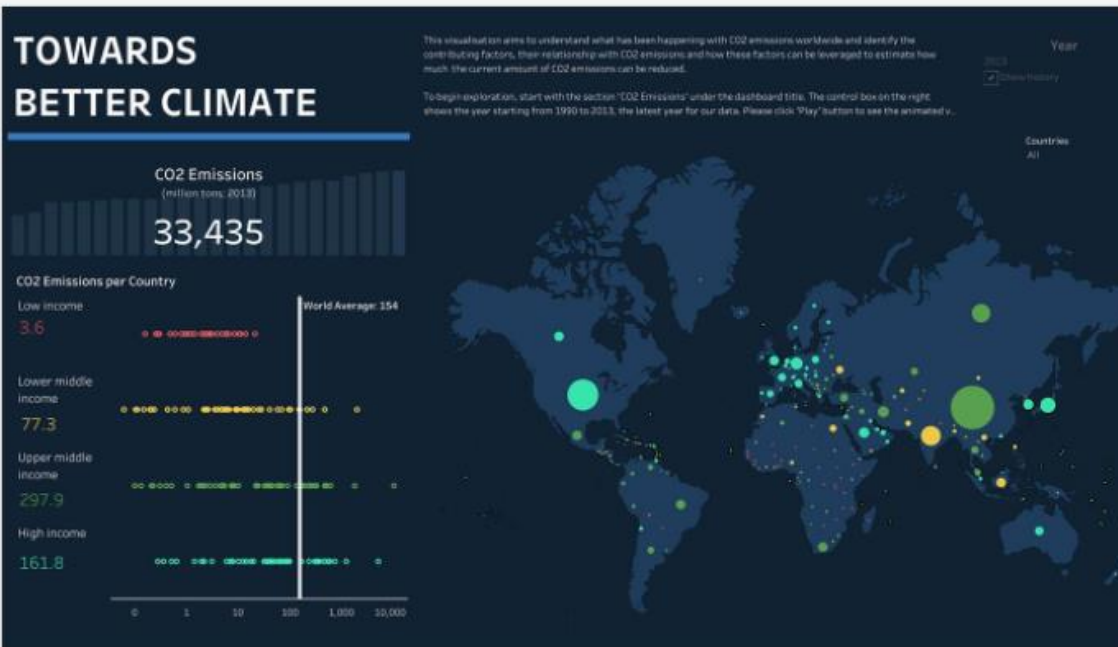 TOWARDS
BETTER CLIMATE
This visualisation aims to understand what has been happening with CO2 emissions worldwide and identify the
contributing factors, their relationship with CO2 emissions and how these factors can be leveraged to estimate how
much the current amount of CO2 emissions can be reduced.
To begin exploration, start with the section "CO2 Emissions" under the dashboard title. The control box on the right
shows the year starting from 1990 to 2013, the latest year for our data. Please click "Play" button to see the animated v...
Year
2013
Show history
Countries
All
CO2 Emissions
(million tons; 2013)
33,435
CO2 Emissions per Country
Low income
3.6
World Average: 154
Lower middle
income
77.3
Upper middle
income
297.9
High income
161.8
0 1 10 100 1,000 10,000